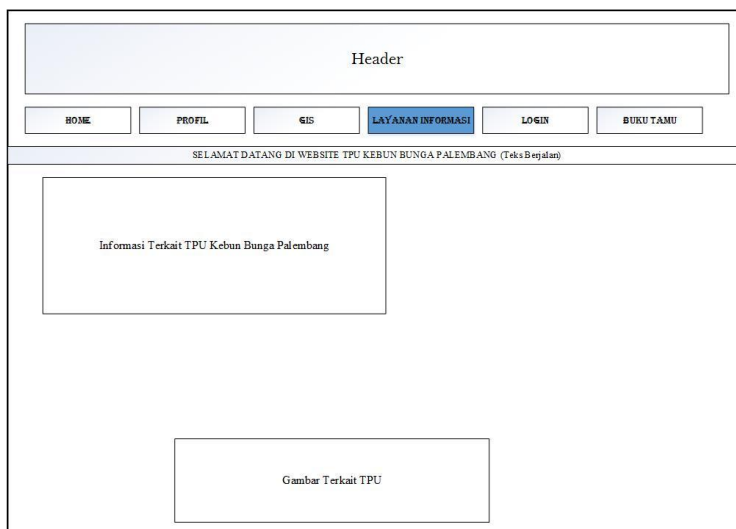 Header
HOME PROFIL GIS LAYANAN INFORMASI LOGIN BUKU TAMU
SELAMAT DATANG DI WEBSITE TPU KEBUN BUNGA PALEMBANG (Teks Berjalan)
Informasi Terkait TPU Kebun Bunga Palembang
Gambar Terkait TPU